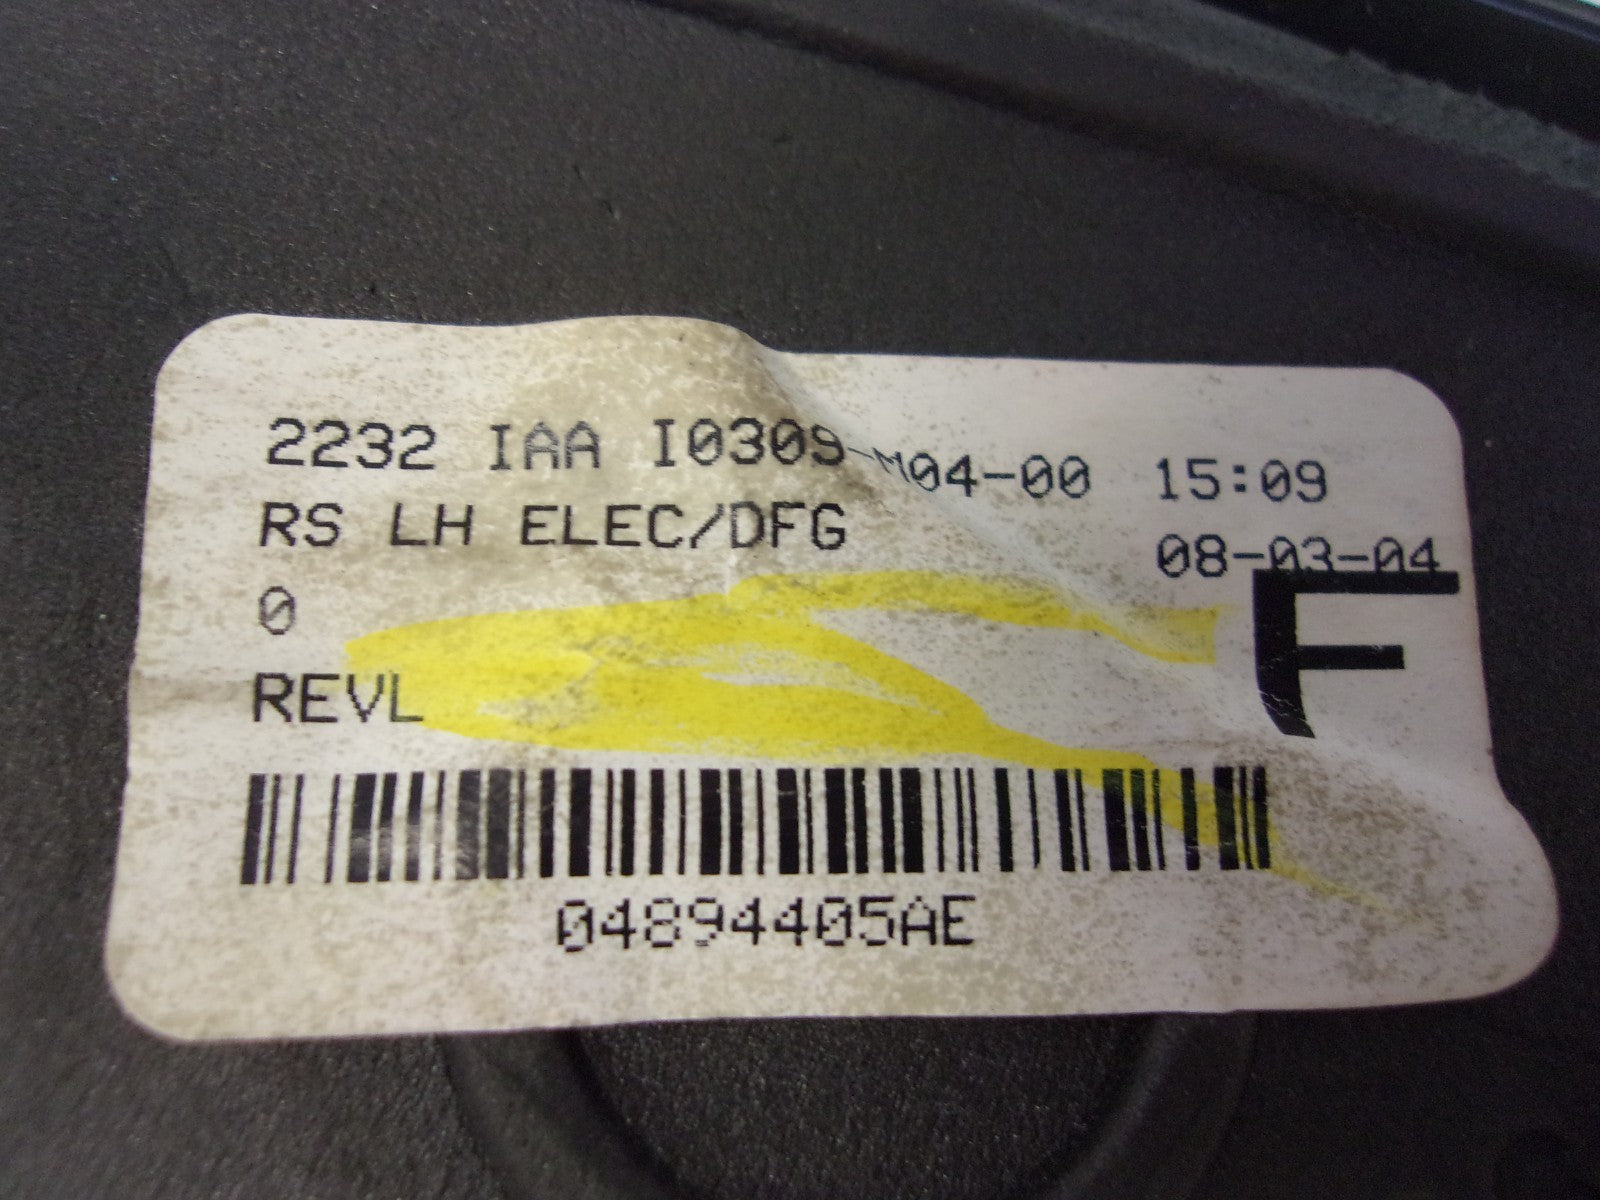 2232 IAA I0309-M04-00 15:09
RS LH ELEC/DFG 08-03-04
0 F
REVL
04894405AE